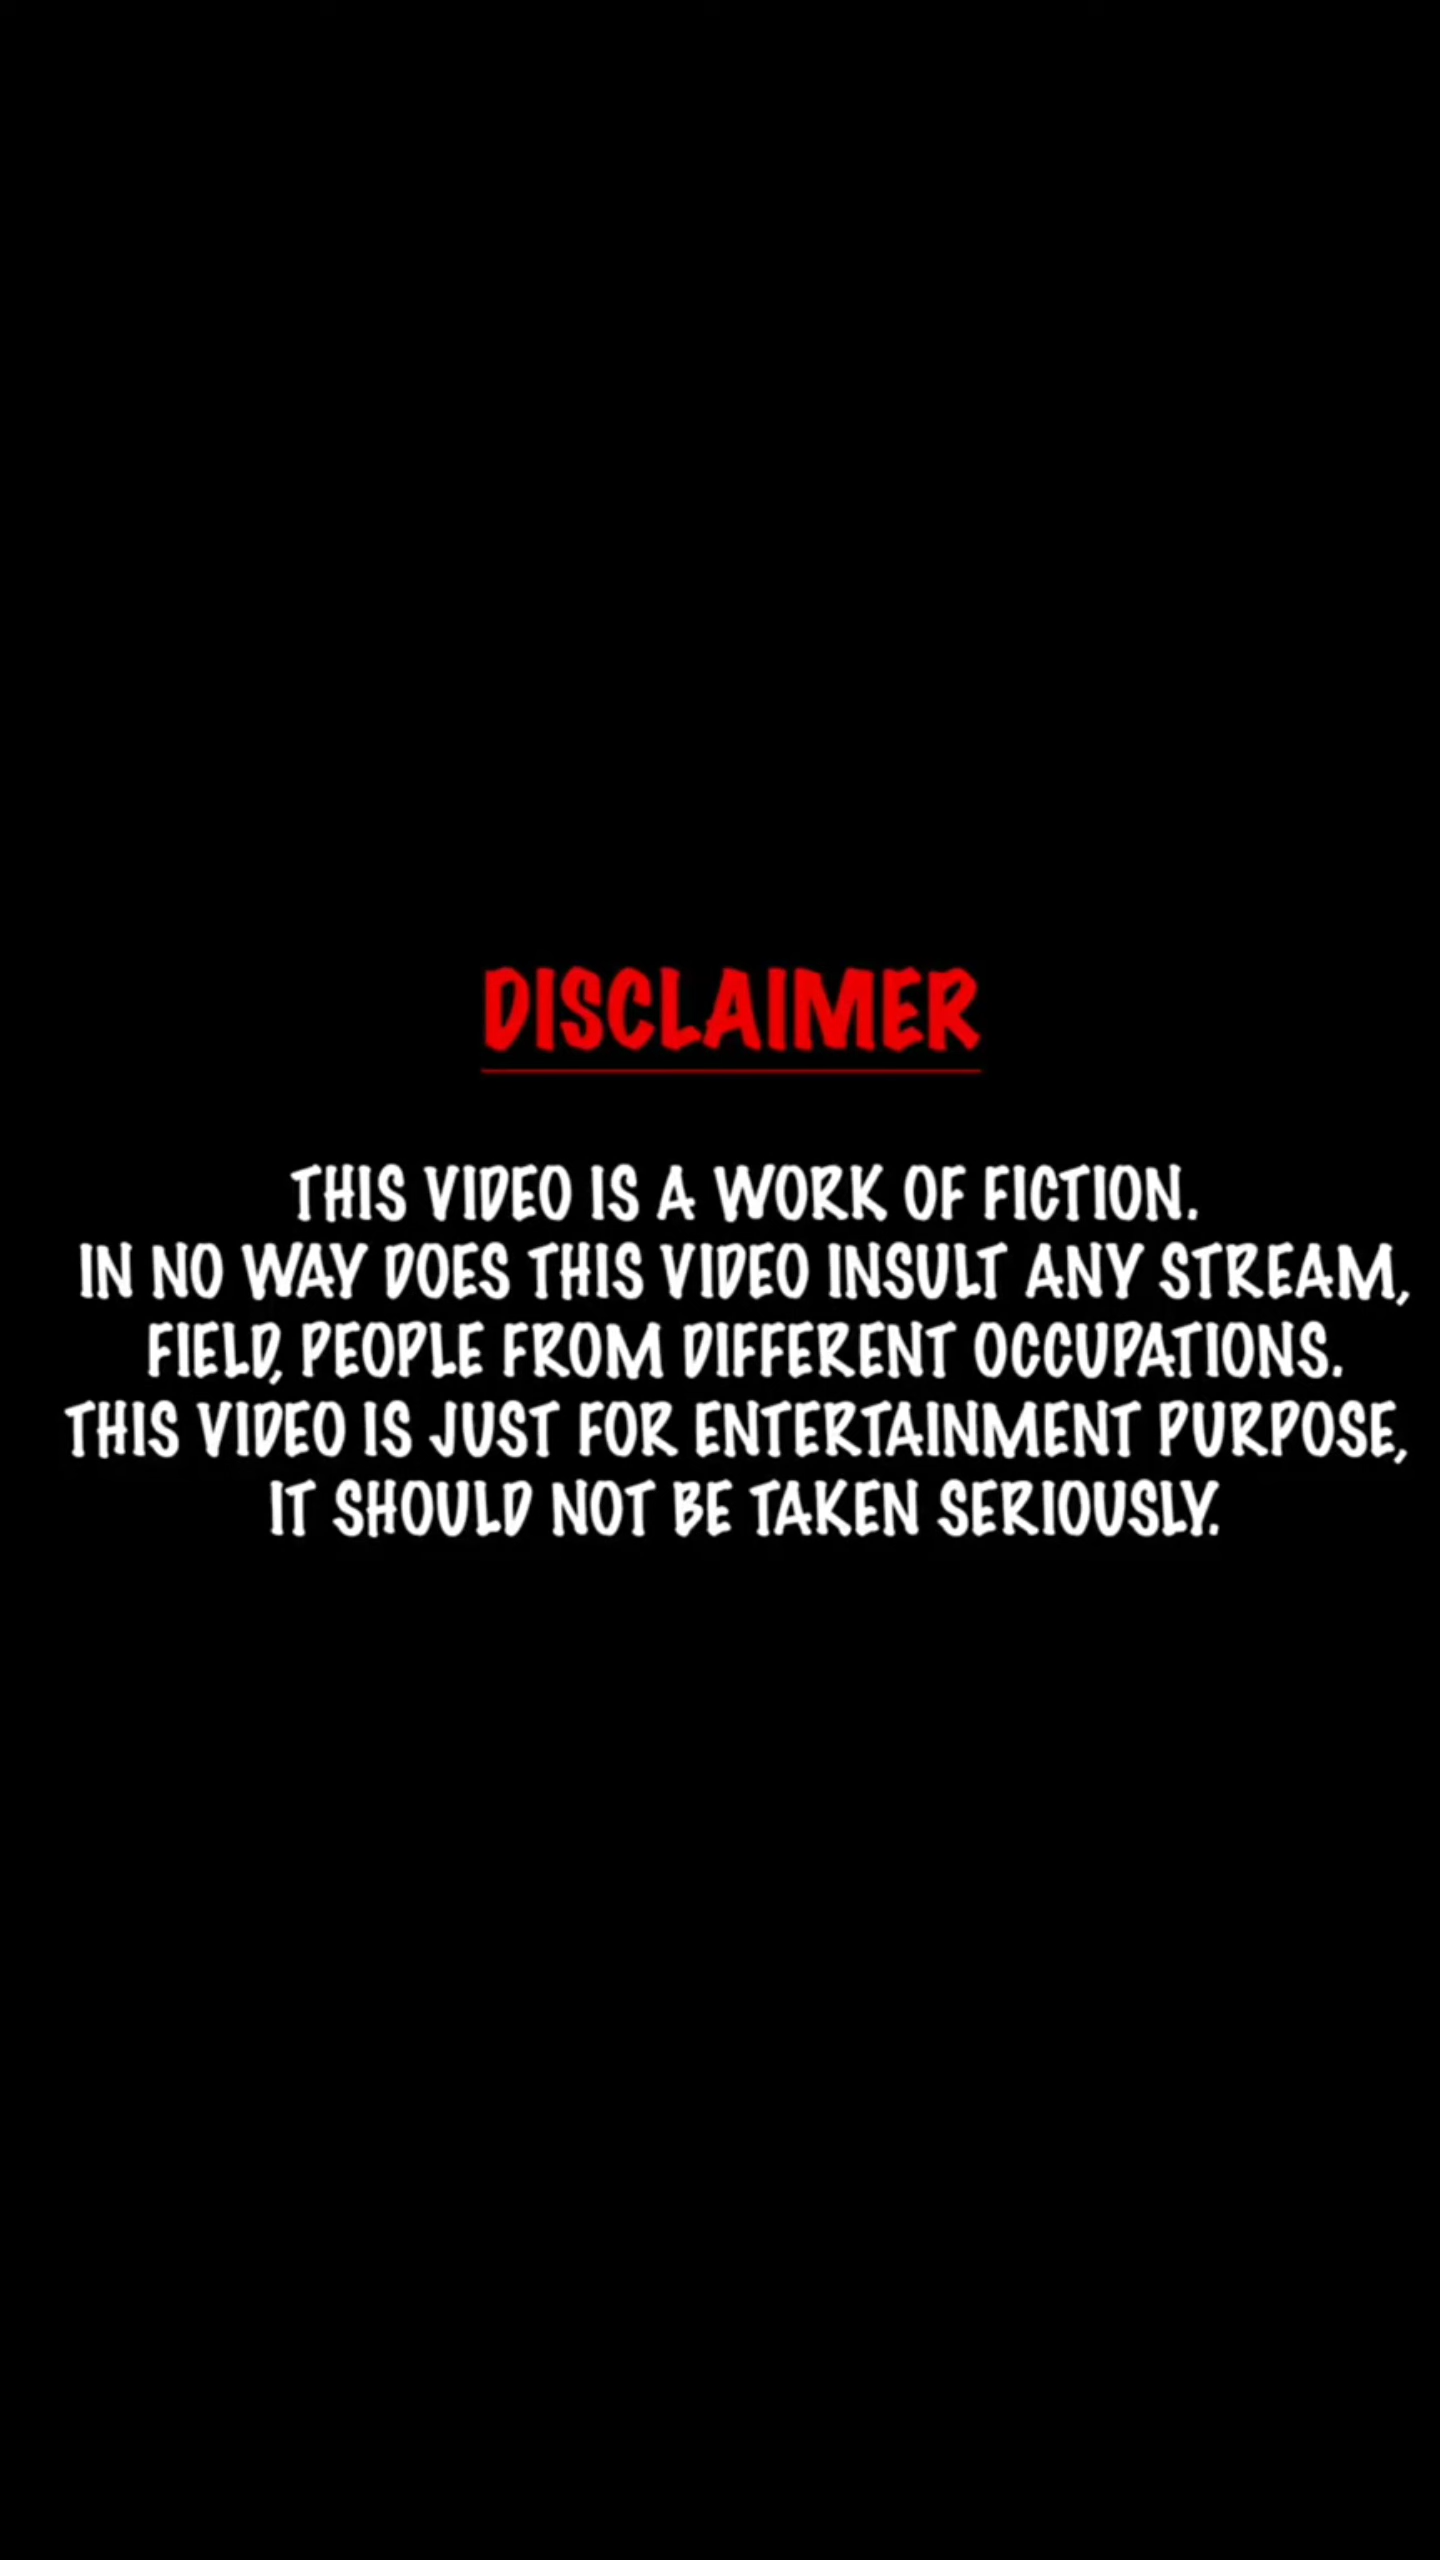 DISCLAIMER
THIS VIDEO IS A WORK OF FICTION.
IN NO WAY DOES THIS VIDEO INSULT ANY STREAM,
FIELD, PEOPLE FROM DIFFERENT OCCUPATIONS.
THIS VIDEO IS JUST FOR ENTERTAINMENT PURPOSE,
IT SHOULD NOT BE TAKEN SERIOUSLY.